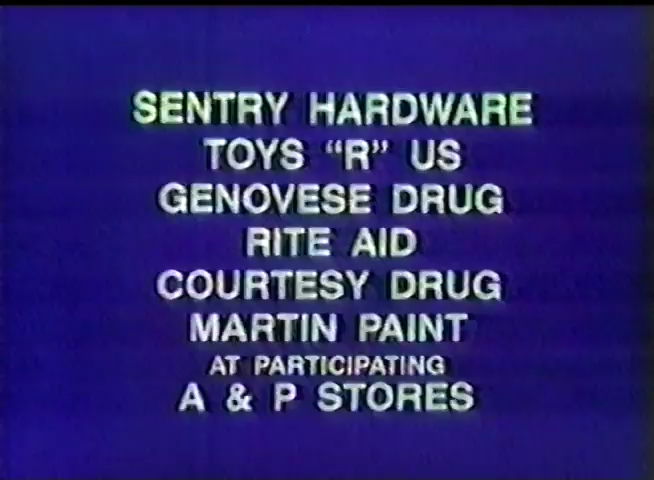 SENTRY HARDWARE
TOYS “R” US
GENOVESE DRUG
RITE AID
COURTESY DRUG
MARTIN PAINT
AT PARTICIPATING
A & P STORES